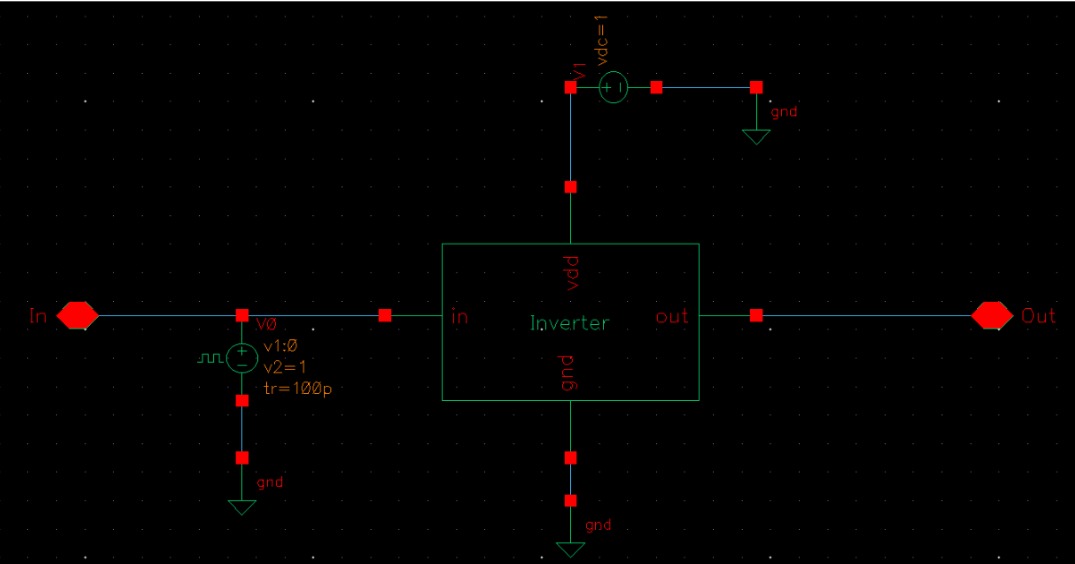 vdc=1
V1
gnd
vdd
In
in
Inverter
out
Out
V0
v1:0
v2=1
tr=100p
gnd
gnd
gnd